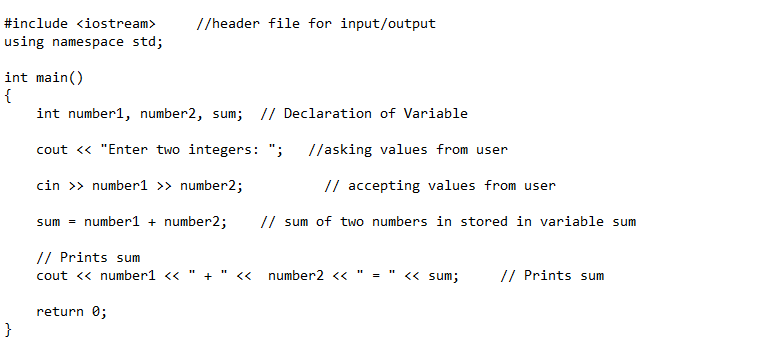 #include <iostream>     //header file for input/output
using namespace std;
int main()
{
    int number1, number2, sum;  // Declaration of Variable
    cout << "Enter two integers: ";   //asking values from user
    cin >> number1 >> number2;          // accepting values from user
    sum = number1 + number2;    // sum of two numbers in stored in variable sum
    // Prints sum
    cout << number1 << " + " <<  number2 << " = " << sum;     // Prints sum
    return 0;
}